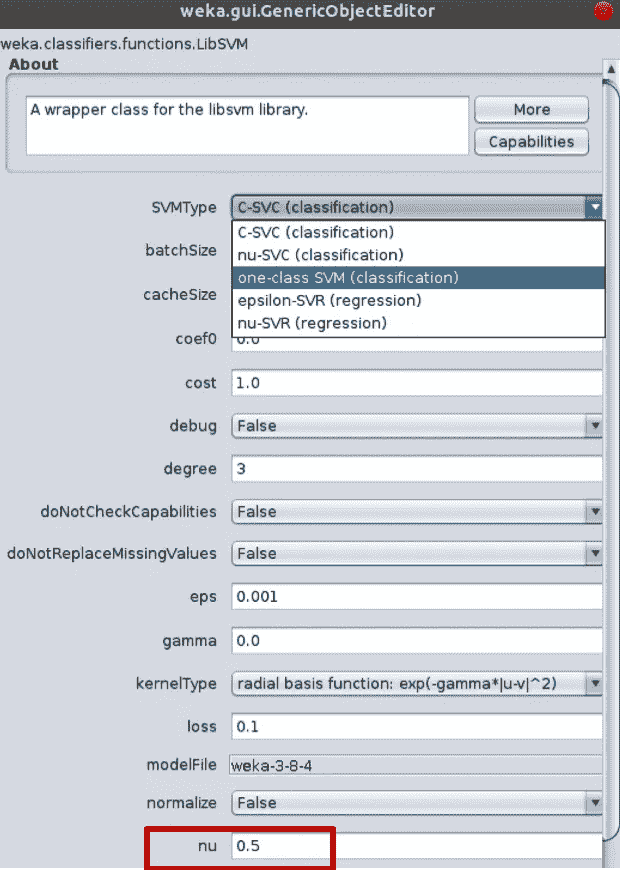 weka.gui.GenericObjectEditor
weka.classifiers.functions.LibSVM
About
A wrapper class for the libsvm library.
More
Capabilities
SVMType C-SVC (classification)
C-SVC (classification)
batchSize
nu-SVC (classification)
one-class SVM (classification)
cacheSize
epsilon-SVR (regression)
nu-SVR (regression)
coef0 0.0
cost 1.0
debug False
degree 3
doNotCheckCapabilities False
doNotReplaceMissingValues False
eps 0.001
gamma 0.0
kernelType radial basis function: exp(-gamma*|u-v|^2)
loss 0.1
modelFile weka-3-8-4
normalize False
nu 0.5